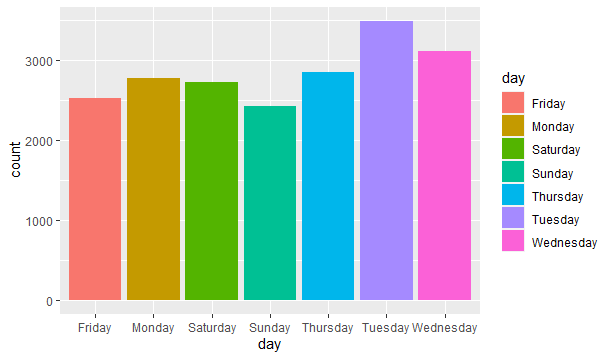 3000
2000
1000
0
count
Friday Monday Saturday Sunday Thursday Tuesday Wednesday
day
day
Friday
Monday
Saturday
Sunday
Thursday
Tuesday
Wednesday